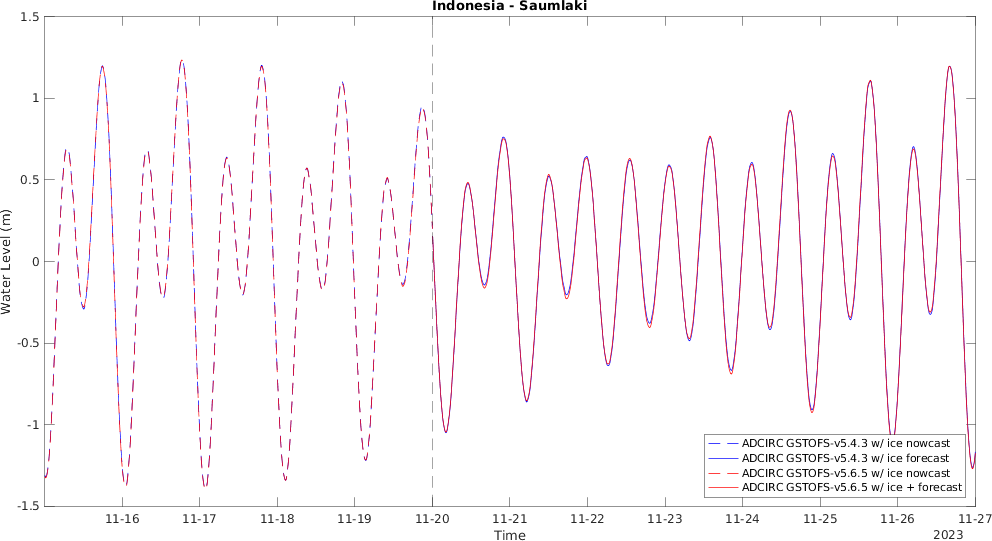 Indonesia - Saumlaki
1.5
1
0.5
0
-0.5
-1
-1.5
Water Level (m)
11-16
11-17
11-18
11-19
11-20
11-21
11-22
11-23
11-24
11-25
11-26
11-27
Time
2023
ADCIRC GSTOFS-v5.4.3 w/ ice nowcast
ADCIRC GSTOFS-v5.4.3 w/ ice forecast
ADCIRC GSTOFS-v5.6.5 w/ ice nowcast
ADCIRC GSTOFS-v5.6.5 w/ ice + forecast